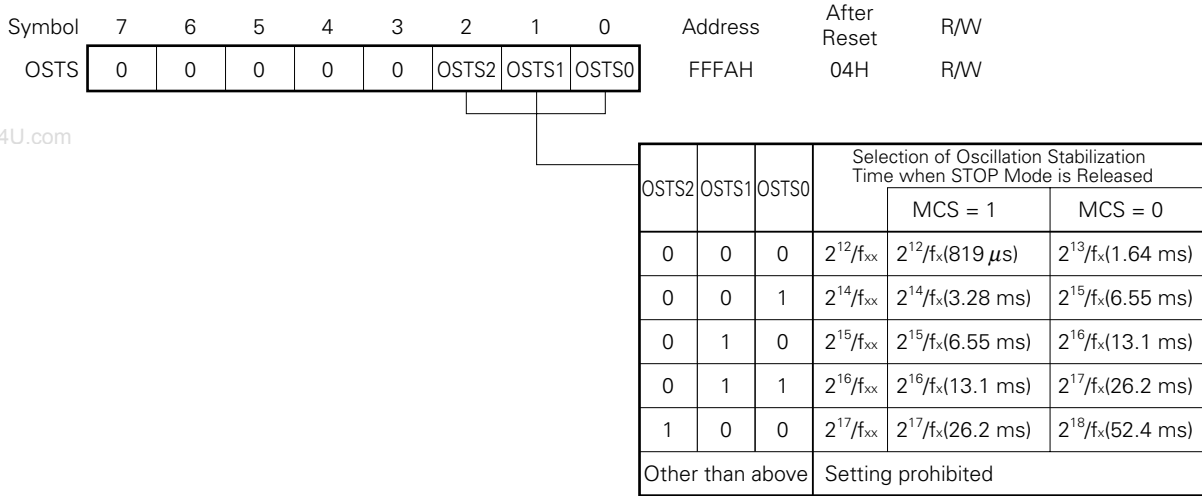 Symbol 7 6 5 4 3 2 1 0 Address After Reset R/W
OSTS 0 0 0 0 0 OSTS2 OSTS1 OSTS0 FFFAH 04H R/W
4U.com
OSTS2 OSTS1 OSTS0 Selection of Oscillation Stabilization
Time when STOP Mode is Released
MCS = 1 MCS = 0
0 0 0 2^12/fxx 2^12/fx(819 μs) 2^13/fx(1.64 ms)
0 0 1 2^14/fxx 2^14/fx(3.28 ms) 2^15/fx(6.55 ms)
0 1 0 2^15/fxx 2^15/fx(6.55 ms) 2^16/fx(13.1 ms)
0 1 1 2^16/fxx 2^16/fx(13.1 ms) 2^17/fx(26.2 ms)
1 0 0 2^17/fxx 2^17/fx(26.2 ms) 2^18/fx(52.4 ms)
Other than above Setting prohibited